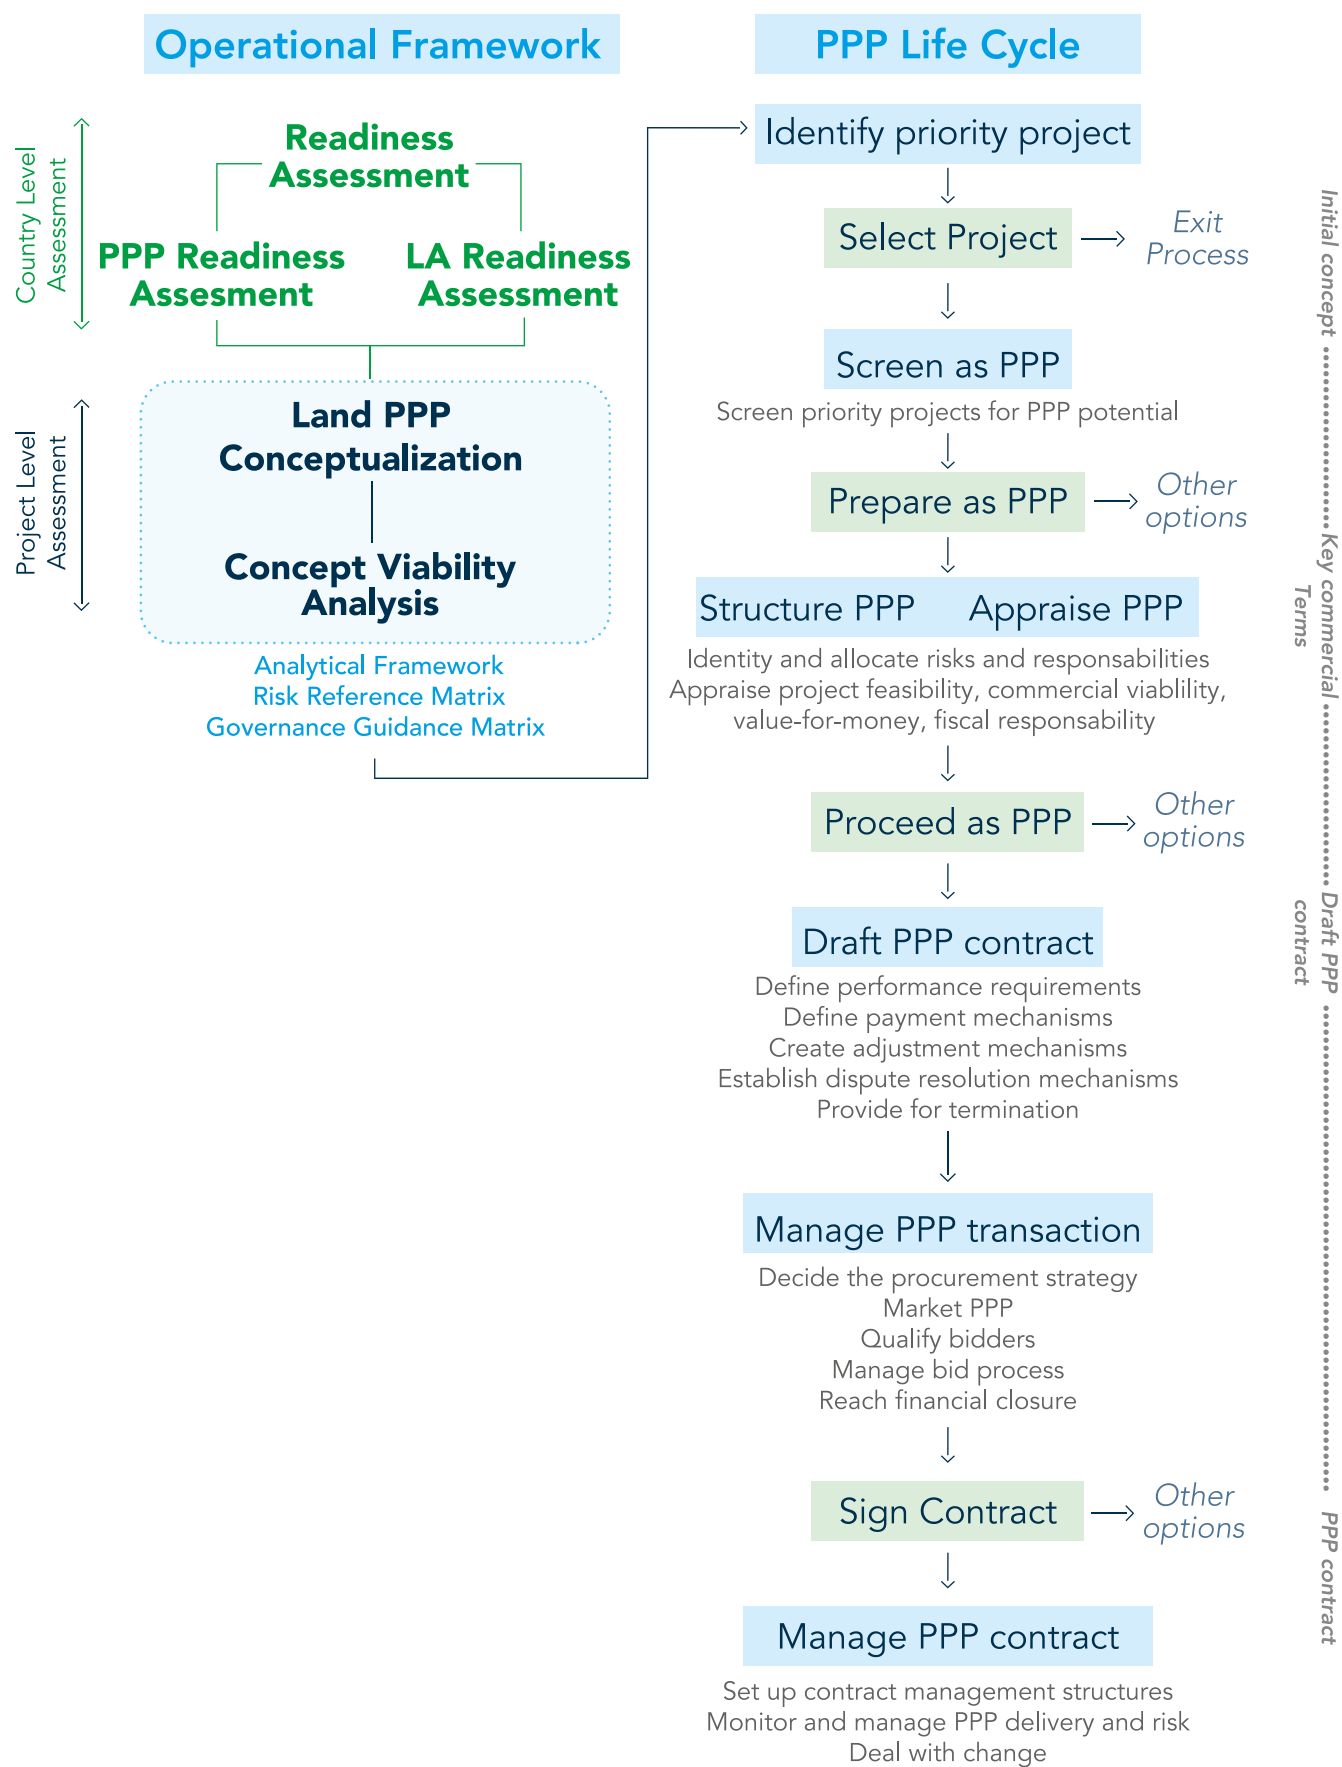 Operational Framework
Country Level
Assessment
Readiness
Assessment
PPP Readiness
Assesment
LA Readiness
Assessment
Project Level
Assessment
Land PPP
Conceptualization
Concept Viability
Analysis
Analytical Framework
Risk Reference Matrix
Governance Guidance Matrix
PPP Life Cycle
Identify priority project
Select Project
Exit
Process
Screen as PPP
Screen priority projects for PPP potential
Prepare as PPP
Other
options
Structure PPP
Appraise PPP
Identity and allocate risks and responsabilities
Appraise project feasibility, commercial viablility,
value-for-money, fiscal responsability
Proceed as PPP
Other
options
Draft PPP contract
Define performance requirements
Define payment mechanisms
Create adjustment mechanisms
Establish dispute resolution mechanisms
Provide for termination
Manage PPP transaction
Decide the procurement strategy
Market PPP
Qualify bidders
Manage bid process
Reach financial closure
Sign Contract
Other
options
Manage PPP contract
Set up contract management structures
Monitor and manage PPP delivery and risk
Deal with change
Initial concept
Key commercial
Terms
Draft PPP
contract
PPP contract